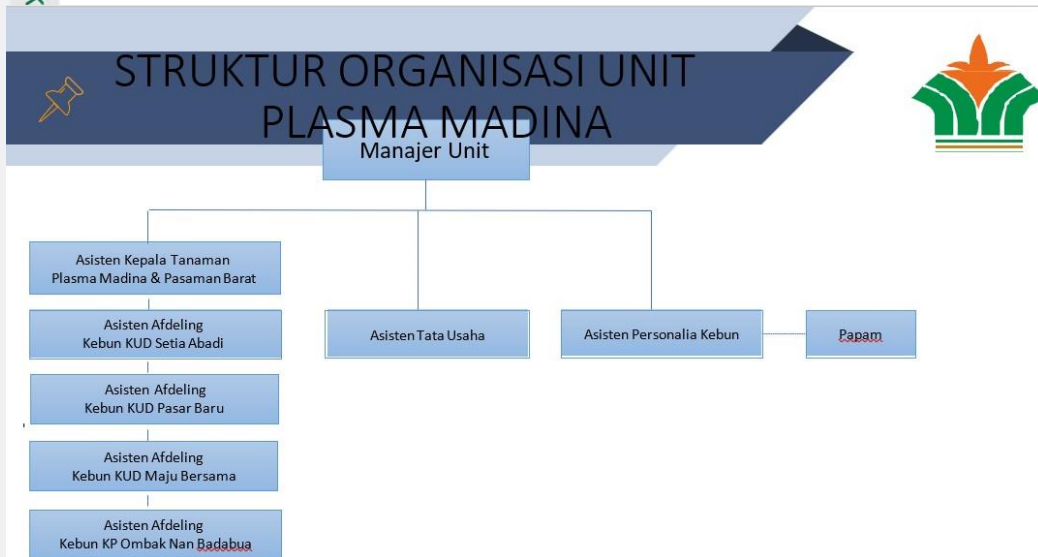 STRUKTUR ORGANISASI UNIT
PLASMA MADINA
Manajer Unit
Asisten Kepala Tanaman
Plasma Madina & Pasaman Barat
Asisten Afdeling
Kebun KUD Setia Abadi
Asisten Tata Usaha
Asisten Personalia Kebun
Papam
Asisten Afdeling
Kebun KUD Pasar Baru
Asisten Afdeling
Kebun KUD Maju Bersama
Asisten Afdeling
Kebun KP Ombak Nan Badabua